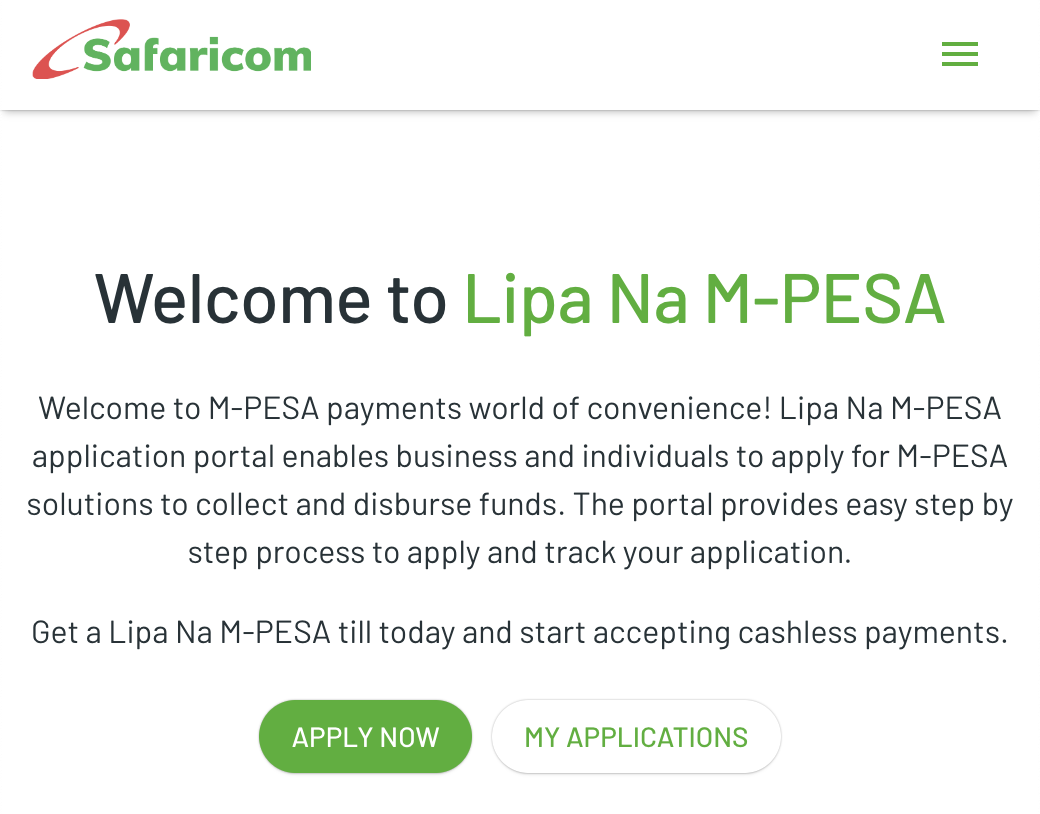 Safaricom
Welcome to Lipa Na M-PESA
Welcome to M-PESA payments world of convenience! Lipa Na M-PESA
application portal enables business and individuals to apply for M-PESA
solutions to collect and disburse funds. The portal provides easy step by
step process to apply and track your application.
Get a Lipa Na M-PESA till today and start accepting cashless payments.
APPLY NOW
MY APPLICATIONS